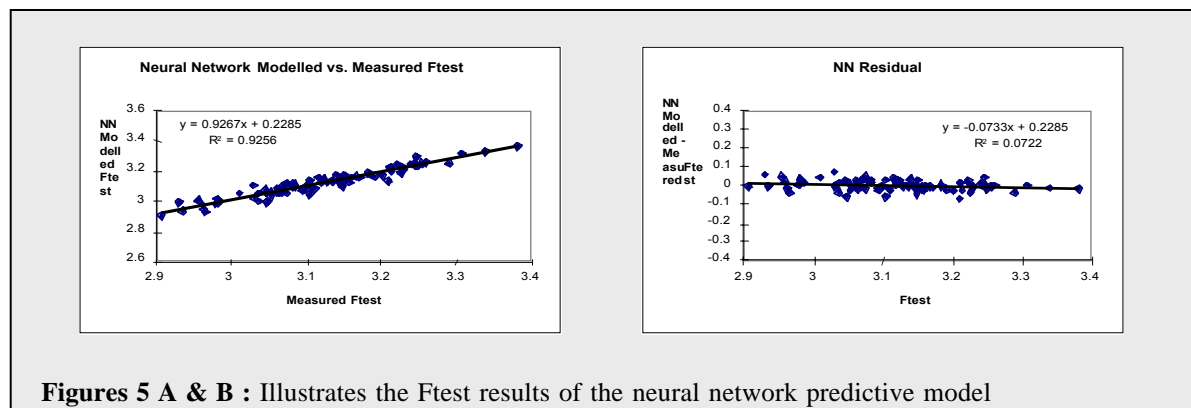 Neural Network Modelled vs. Measured Ftest
NN
Mo
dell
ed
Fte
st
3.6
3.4
3.2
3
2.8
2.6
y = 0.9267x + 0.2285
R² = 0.9256
2.9 3 3.1 3.2 3.3 3.4
Measured Ftest
NN Residual
NN
Mo
dell
ed -
Me
asuFte
redst
0.4
0.3
0.2
0.1
0
-0.1
-0.2
-0.3
-0.4
y = -0.0733x + 0.2285
R² = 0.0722
2.9 3 3.1 3.2 3.3 3.4
Ftest
Figures 5 A & B : Illustrates the Ftest results of the neural network predictive model